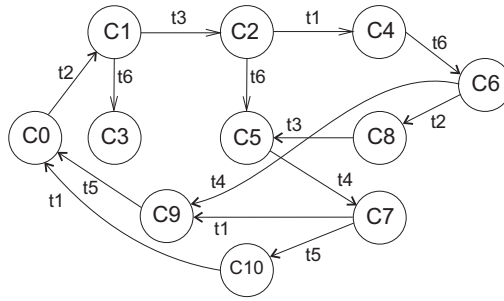 C1 t3 C2 t1 C4
t6
t2 t6 t6 C6
C0 C3 C5 t3 C8 t2
t4 t4
t5
t1 C9 t1 C7
C10 t5